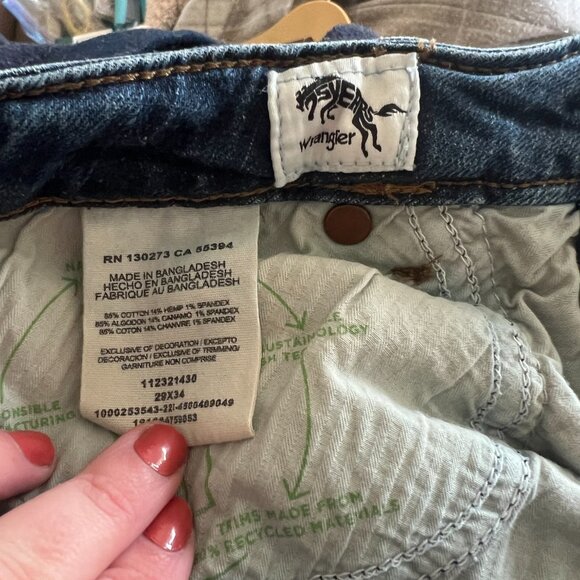 75 YEARS
Wrangler
RN 130273 CA 55394
MADE IN BANGLADESH
HECHO EN BANGLADESH
FABRIQUE AU BANGLADESH
85% COTTON 14% HEMP 1% SPANDEX
85% ALGODON 14% CANAMO 1% SPANDEX
85% COTON 14% CHANVRE 1% SPANDEX
EXCLUSIVE OF DECORATION / EXCEPTO
DECORACION / EXCLUSIVE OF TRIMMING/
GARNITURE NON COMPRISE
112321430
29X34
TRIMS MADE FROM
RECYCLED MATERIALS